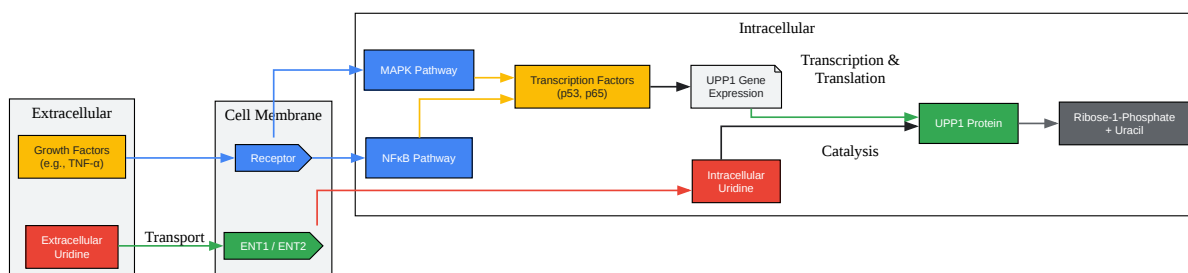 Intracellular
Extracellular
Cell Membrane
Growth Factors
(e.g., TNF-α)
Extracellular
Uridine
Transport
Receptor
ENT1 / ENT2
MAPK Pathway
NFκB Pathway
Transcription Factors
(p53, p65)
UPP1 Gene
Expression
Transcription &
Translation
Intracellular
Uridine
Catalysis
UPP1 Protein
Ribose-1-Phosphate
+ Uracil